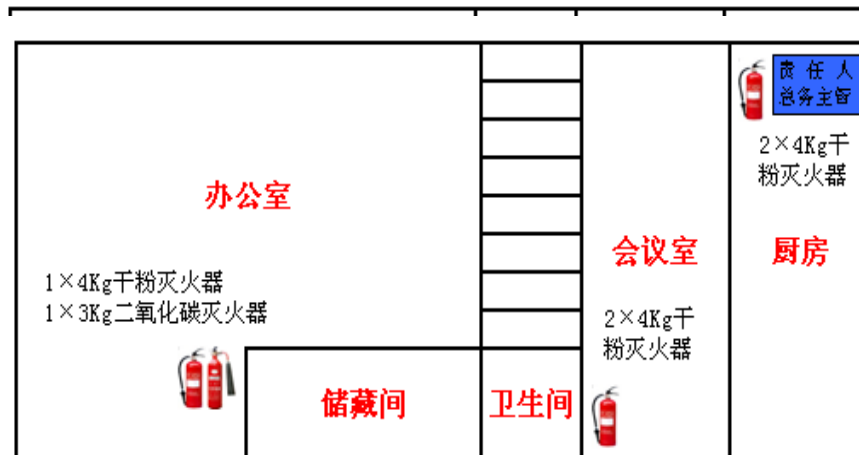 责任人
总务主管
2×4Kg干
粉灭火器
办公室
会议室
厨房
1×4Kg干粉灭火器
1×3Kg二氧化碳灭火器
2×4Kg干
粉灭火器
储藏间
卫生间